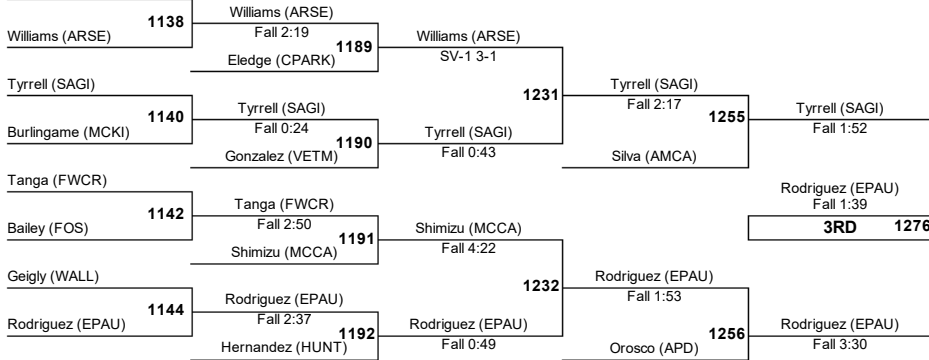 1138
Williams (ARSE)
Williams (ARSE)
Fall 2:19
1189
Eledge (CPARK)
Williams (ARSE)
SV-1 3-1
Tyrrell (SAGI)
1140
Burlingame (MCKI)
Tyrrell (SAGI)
Fall 0:24
1190
Gonzalez (VETM)
Tyrrell (SAGI)
Fall 0:43
1231
Tyrrell (SAGI)
Fall 2:17
1255
Silva (AMCA)
Tyrrell (SAGI)
Fall 1:52
Tanga (FWCR)
1142
Bailey (FOS)
Tanga (FWCR)
Fall 2:50
1191
Shimizu (MCCA)
Shimizu (MCCA)
Fall 4:22
Rodriguez (EPAU)
Fall 1:39
3RD 1276
Geigly (WALL)
1144
Rodriguez (EPAU)
Rodriguez (EPAU)
Fall 2:37
1192
Hernandez (HUNT)
Rodriguez (EPAU)
Fall 0:49
1232
Rodriguez (EPAU)
Fall 1:53
1256
Orosco (APD)
Rodriguez (EPAU)
Fall 3:30